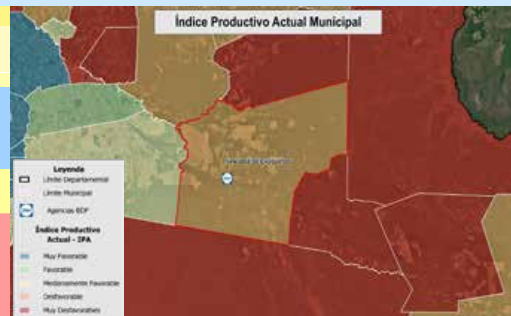 Índice Productivo Actual Municipal
Leyenda
Límite Departamental
Límite Municipal
Agencias BDP
Índice Productivo
Actual - IPA
Muy Favorable
Favorable
Medianamente Favorable
Desfavorable
Muy Desfavorables